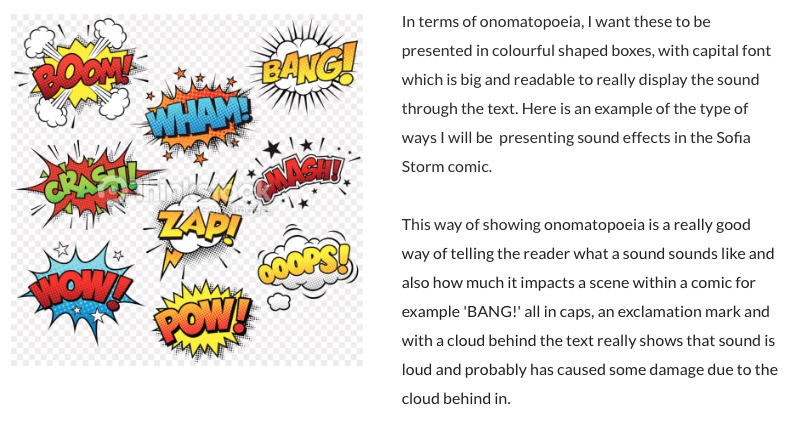 BOOM!
BANG!
WHAM!
CRASH!
SMASH!
ZAP!
OOOPS!
WOW!
POW!
In terms of onomatopoeia, I want these to be
presented in colourful shaped boxes, with capital font
which is big and readable to really display the sound
through the text. Here is an example of the type of
ways I will be  presenting sound effects in the Sofia
Storm comic.
This way of showing onomatopoeia is a really good
way of telling the reader what a sound sounds like and
also how much it impacts a scene within a comic for
example 'BANG!' all in caps, an exclamation mark and
with a cloud behind the text really shows that sound is
loud and probably has caused some damage due to the
cloud behind in.